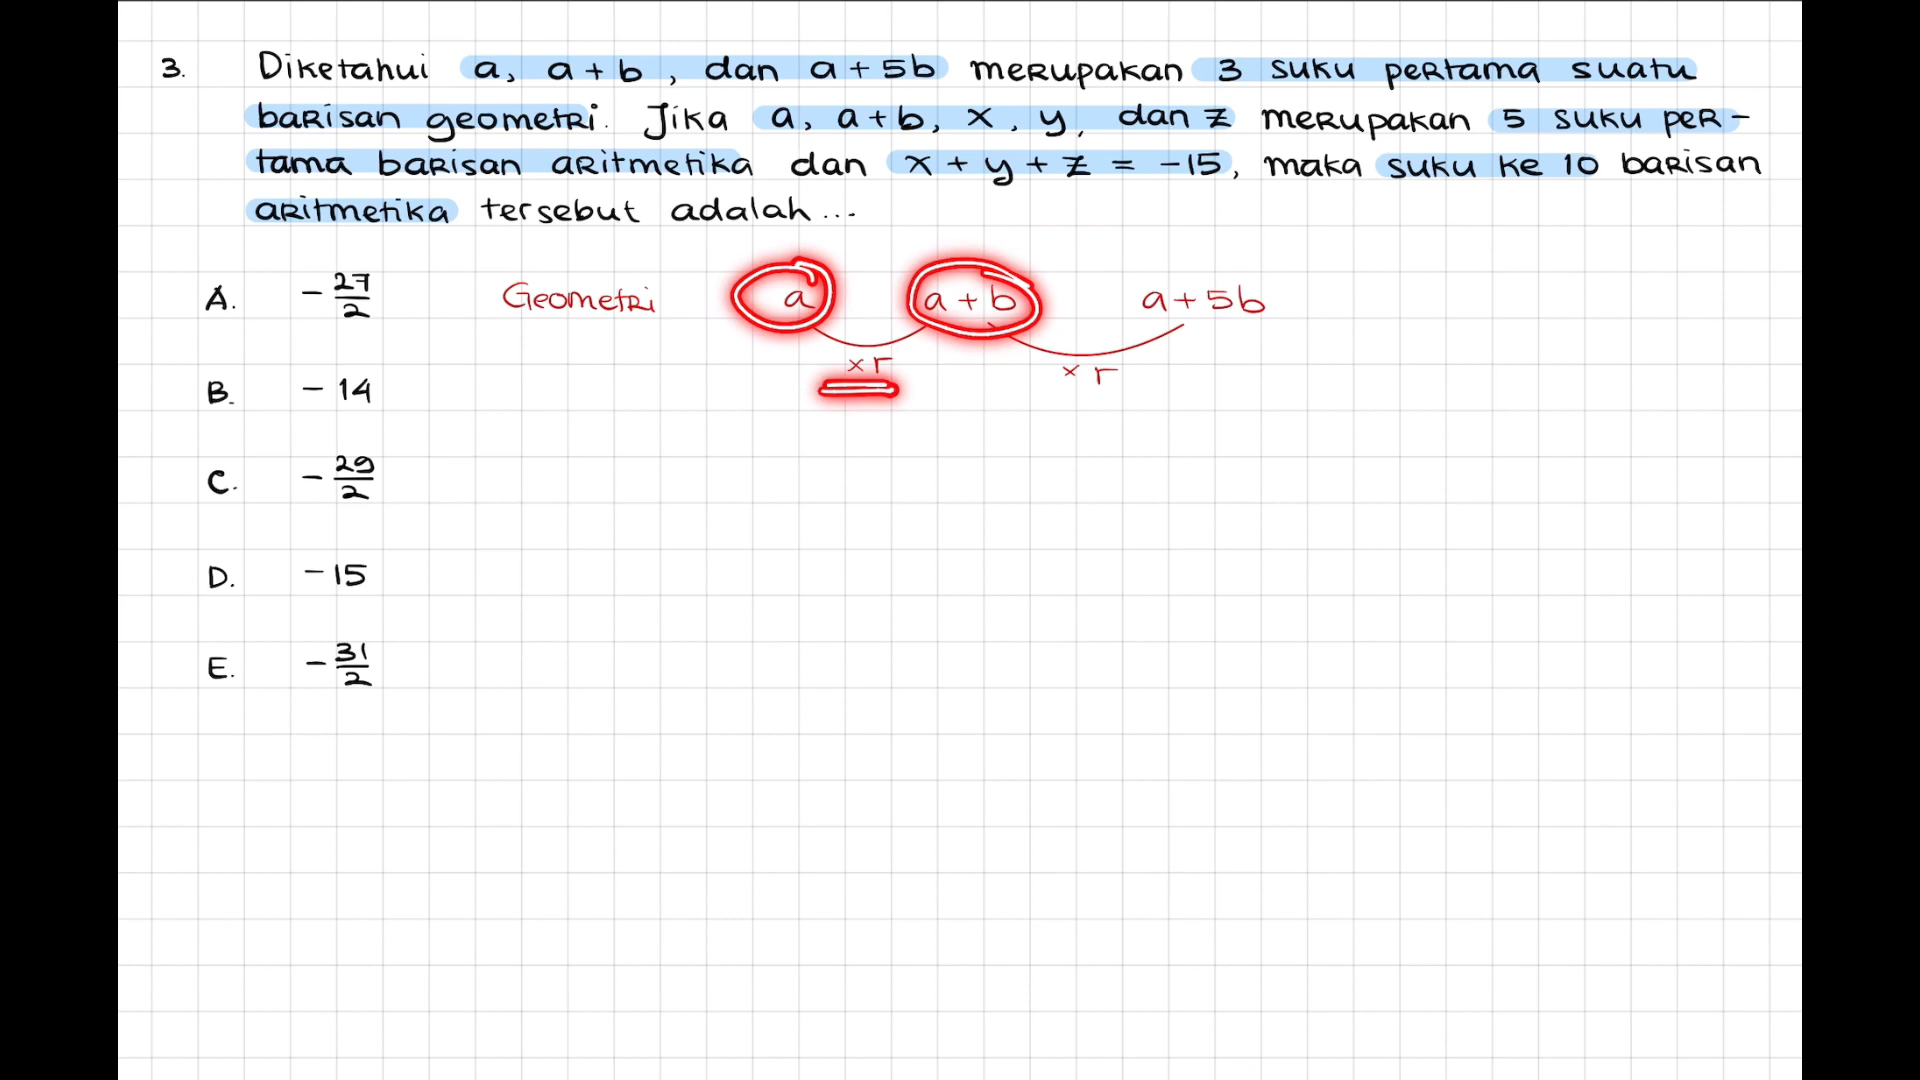 3. Diketahui a, a + b, dan a + 5b merupakan 3 suku pertama suatu
barisan geometri. Jika a, a + b, x, y, dan z merupakan 5 suku per-
tama barisan aritmetika dan x + y + z = -15, maka suku ke 10 barisan
aritmetika tersebut adalah ...
A. - 27/2
Geometri a a + b a + 5b
× r × r
B. - 14
C. - 29/2
D. - 15
E. - 31/2